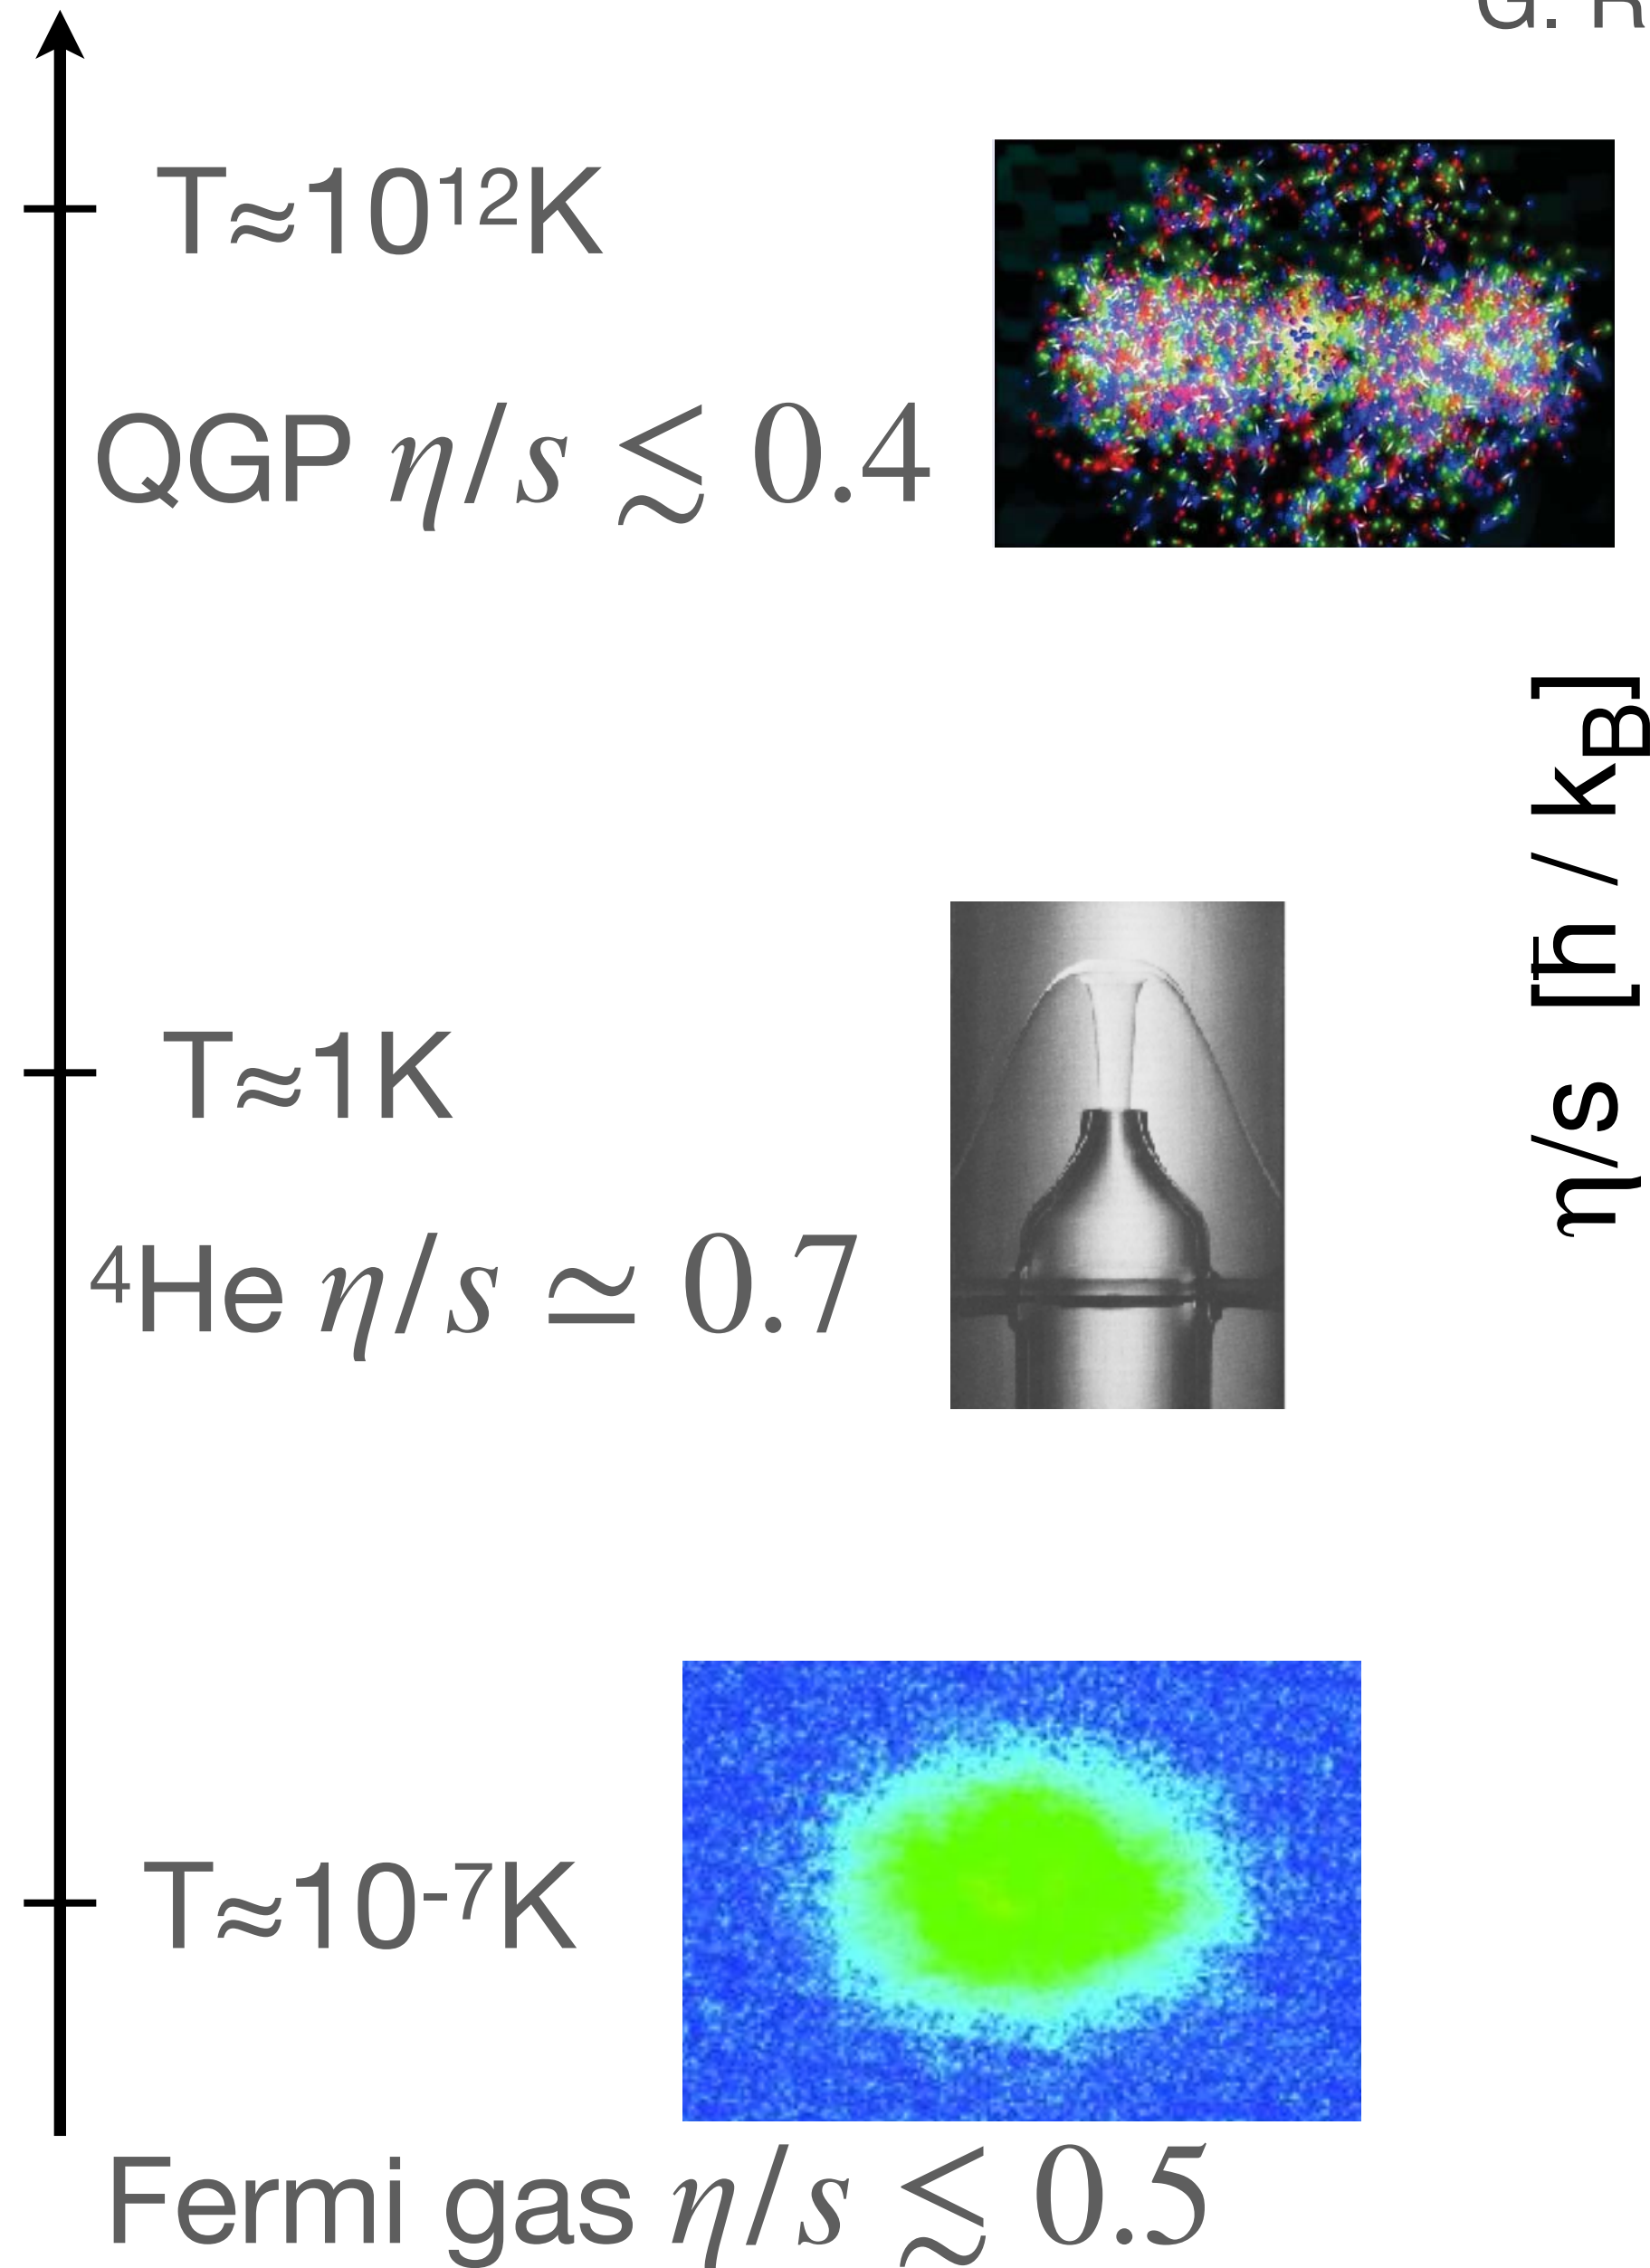 G. R
T≈10¹²K
QGP η/s ≲ 0.4
η/s [ħ / k_B]
T≈1K
⁴He η/s ≃ 0.7
T≈10⁻⁷K
Fermi gas η/s ≲ 0.5